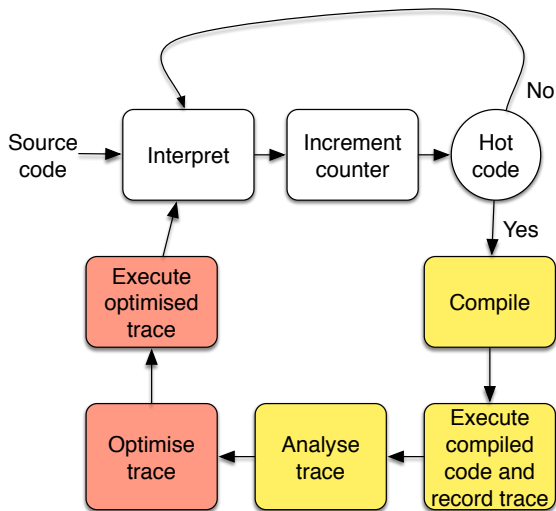 No
Source
code
Interpret
Increment
counter
Hot
code
Yes
Execute
optimised
trace
Compile
Optimise
trace
Analyse
trace
Execute
compiled
code and
record trace